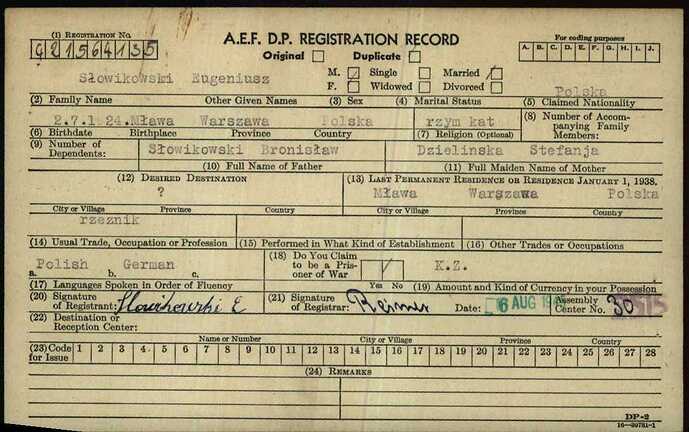 (1) REGISTRATION NO.
G21564135
A.E.F. D.P. REGISTRATION RECORD
Original Duplicate
For coding purposes
A. B. C. D. E. F. G. H. I. J.
Słowikowski Eugeniusz
M. Single Married
F. Widowed Divorced
Polska
(2) Family Name Other Given Names (3) Sex (4) Marital Status (5) Claimed Nationality
2.7.1 24.Mława Warszawa Polska rzym kat
(6) Birthdate Birthplace Province Country (7) Religion (Optional) (8) Number of Accompanying Family Members:
(9) Number of Dependents:
Słowikowski Bronisław Dzielinska Stefanja
(10) Full Name of Father (11) Full Maiden Name of Mother
(12) DESIRED DESTINATION
?
(13) LAST PERMANENT RESIDENCE OR RESIDENCE JANUARY 1, 1938.
Mława Warszawa Polska
City or Village Province Country City or Village Province Country
rzeznik
(14) Usual Trade, Occupation or Profession (15) Performed in What Kind of Establishment (16) Other Trades or Occupations
Polish German
a. b. c.
(17) Languages Spoken in Order of Fluency
(18) Do You Claim to be a Prisoner of War
Yes No
K.Z.
(19) Amount and Kind of Currency in your Possession
(20) Signature of Registrant: Słowikowski E
(21) Signature of Registrar:
Date: 6 AUG
Assembly Center No. 30
(22) Destination or Reception Center:
Name or Number City or Village Province Country
(23) Code for Issue 1 2 3 4 5 6 7 8 9 10 11 12 13 14 15 16 17 18 19 20 21 22 23 24 25 26 27 28
(24) REMARKS
DP-2
16—39781-1